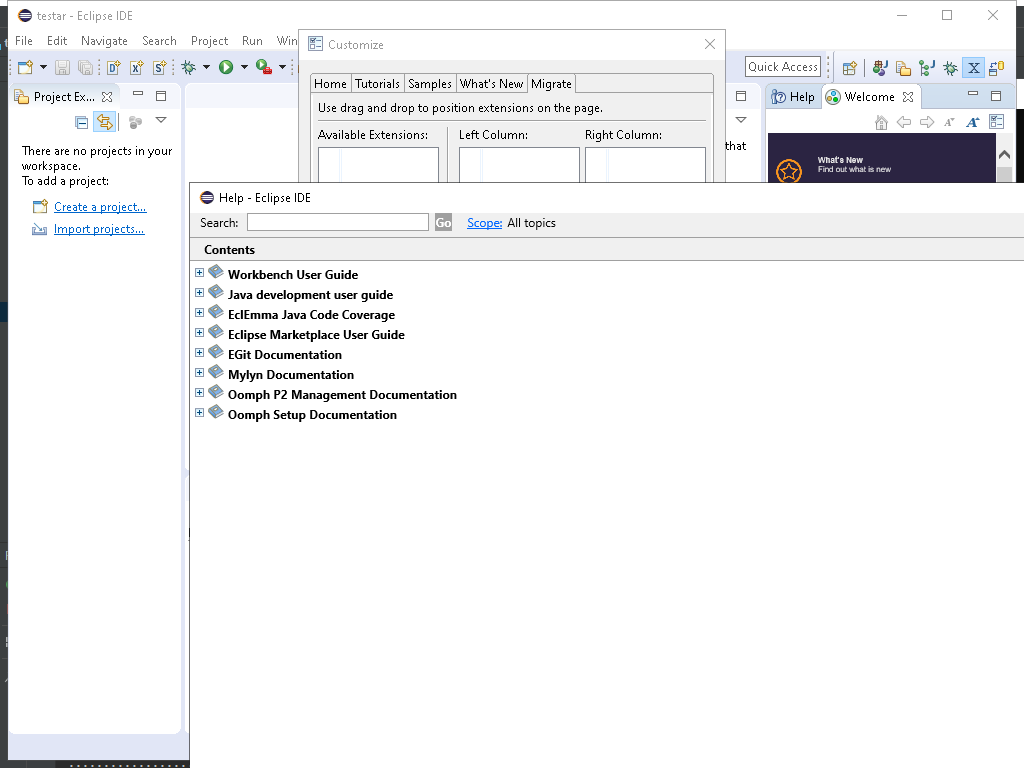 testar - Eclipse IDE
File Edit Navigate Search Project Run
Customize
Quick Access
Project Ex...
Home Tutorials Samples What's New Migrate
Help Welcome
Use drag and drop to position extensions on the page.
Available Extensions: Left Column: Right Column:
that
There are no projects in your
workspace.
To add a project:
Create a project...
Import projects...
What's New
Find out what is new
Help - Eclipse IDE
Search: Go Scope: All topics
Contents
Workbench User Guide
Java development user guide
EclEmma Java Code Coverage
Eclipse Marketplace User Guide
EGit Documentation
Mylyn Documentation
Oomph P2 Management Documentation
Oomph Setup Documentation